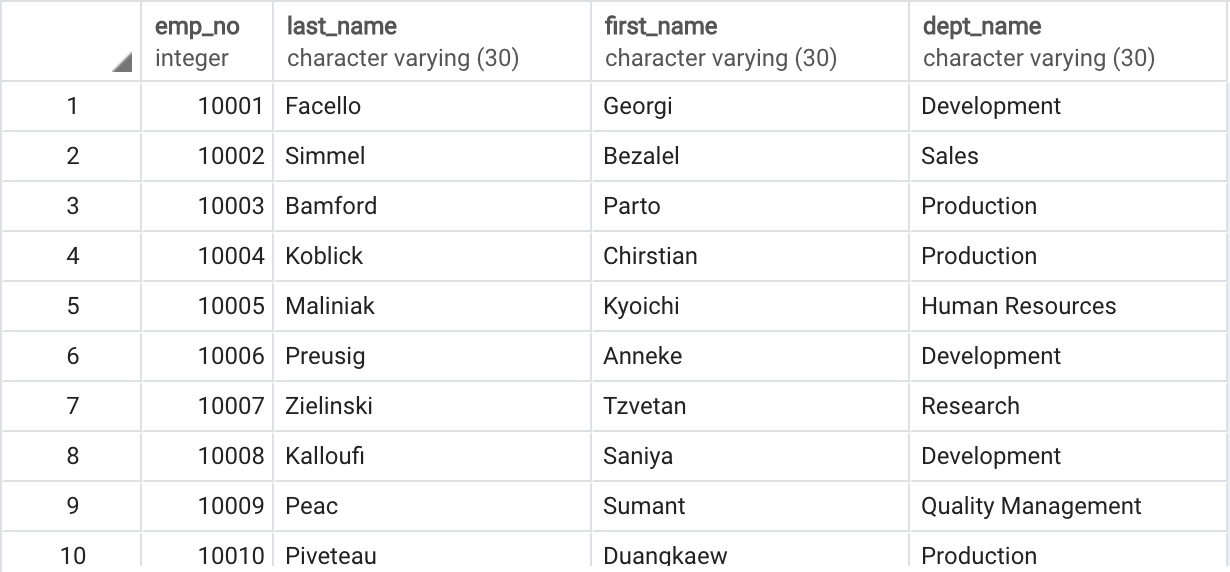 emp_no last_name first_name dept_name
integer character varying (30) character varying (30) character varying (30)
1 10001 Facello Georgi Development
2 10002 Simmel Bezalel Sales
3 10003 Bamford Parto Production
4 10004 Koblick Chirstian Production
5 10005 Maliniak Kyoichi Human Resources
6 10006 Preusig Anneke Development
7 10007 Zielinski Tzvetan Research
8 10008 Kalloufi Saniya Development
9 10009 Peac Sumant Quality Management
10 10010 Piveteau Duangkaew Production